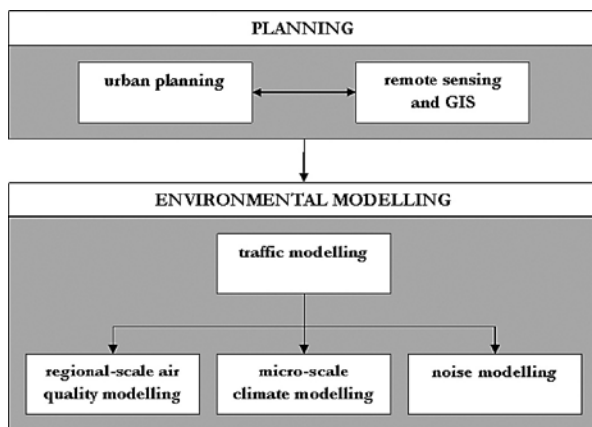 PLANNING
urban planning
remote sensing
and GIS
ENVIRONMENTAL MODELLING
traffic modelling
regional-scale air
quality modelling
micro-scale
climate modelling
noise modelling